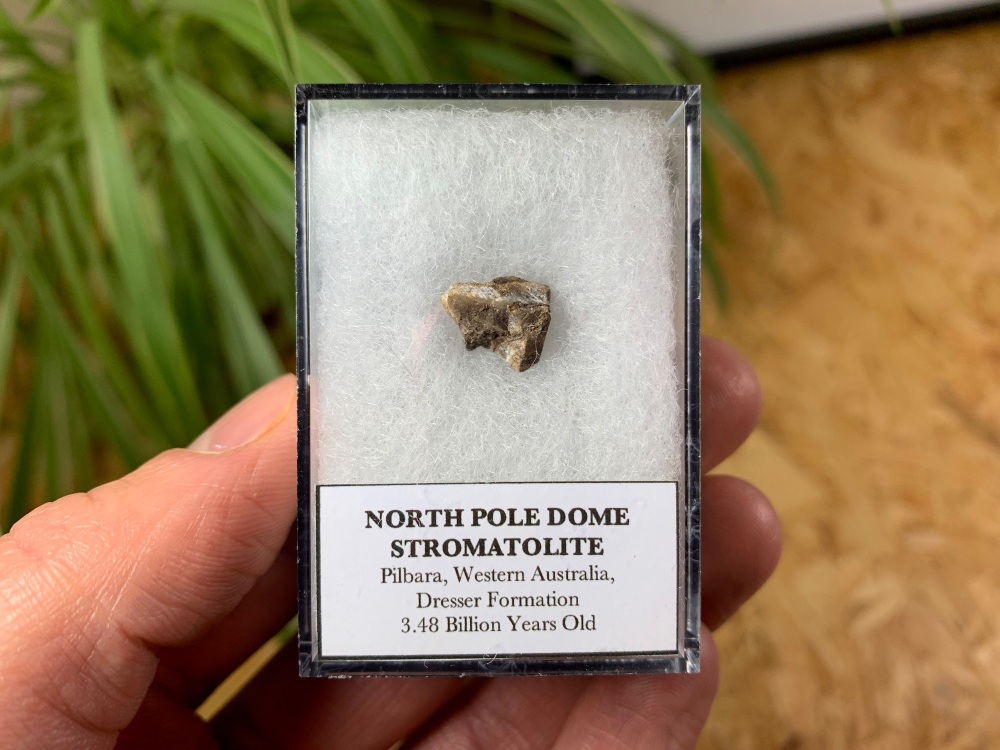 NORTH POLE DOME
STROMATOLITE
Pilbara, Western Australia,
Dresser Formation
3.48 Billion Years Old